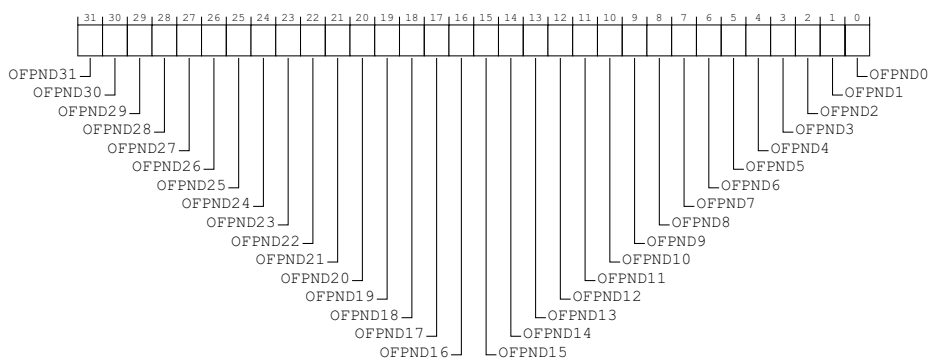 31 30 29 28 27 26 25 24 23 22 21 20 19 18 17 16 15 14 13 12 11 10 9 8 7 6 5 4 3 2 1 0
OFPND31 OFPND0
OFPND30 OFPND1
OFPND29 OFPND2
OFPND28 OFPND3
OFPND27 OFPND4
OFPND26 OFPND5
OFPND25 OFPND6
OFPND24 OFPND7
OFPND23 OFPND8
OFPND22 OFPND9
OFPND21 OFPND10
OFPND20 OFPND11
OFPND19 OFPND12
OFPND18 OFPND13
OFPND17 OFPND14
OFPND16 OFPND15